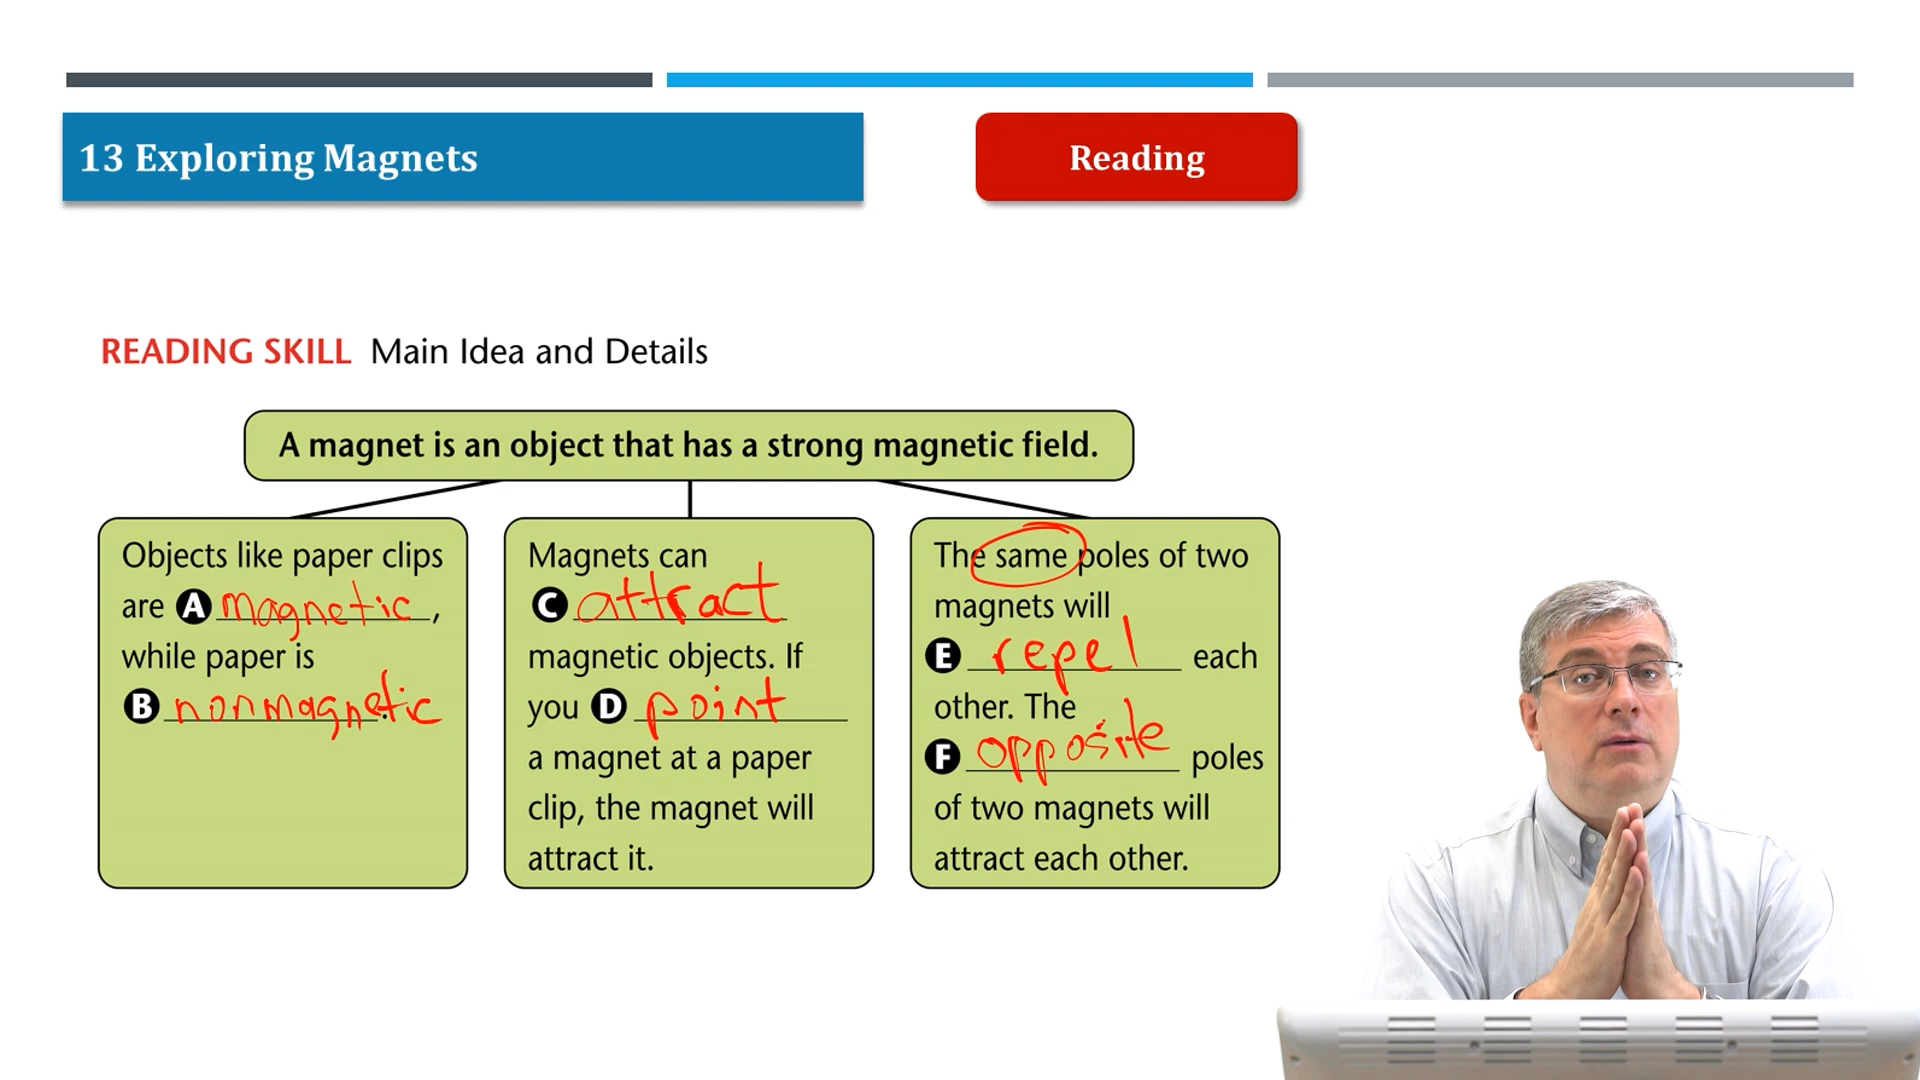 13 Exploring Magnets
Reading
READING SKILL Main Idea and Details
A magnet is an object that has a strong magnetic field.
Objects like paper clips
are A magnetic,
while paper is
B nonmagnetic.
Magnets can
C attract
magnetic objects. If
you D point
a magnet at a paper
clip, the magnet will
attract it.
The same poles of two
magnets will
E repel each
other. The
F opposite poles
of two magnets will
attract each other.